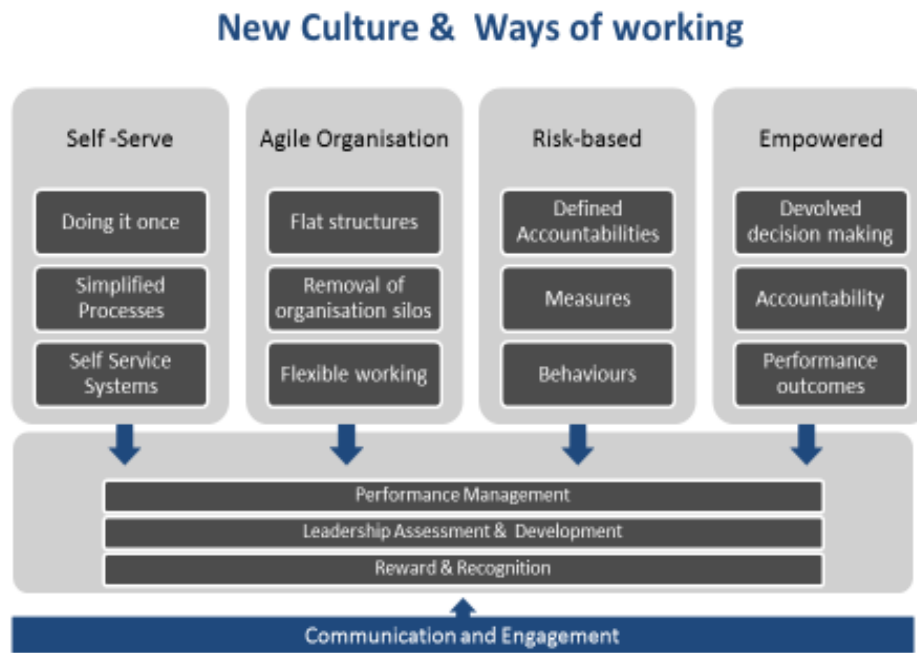 New Culture & Ways of working
Self -Serve
Doing it once
Simplified
Processes
Self Service
Systems
Agile Organisation
Flat structures
Removal of
organisation silos
Flexible working
Risk-based
Defined
Accountabilities
Measures
Behaviours
Empowered
Devolved
decision making
Accountability
Performance
outcomes
Performance Management
Leadership Assessment & Development
Reward & Recognition
Communication and Engagement